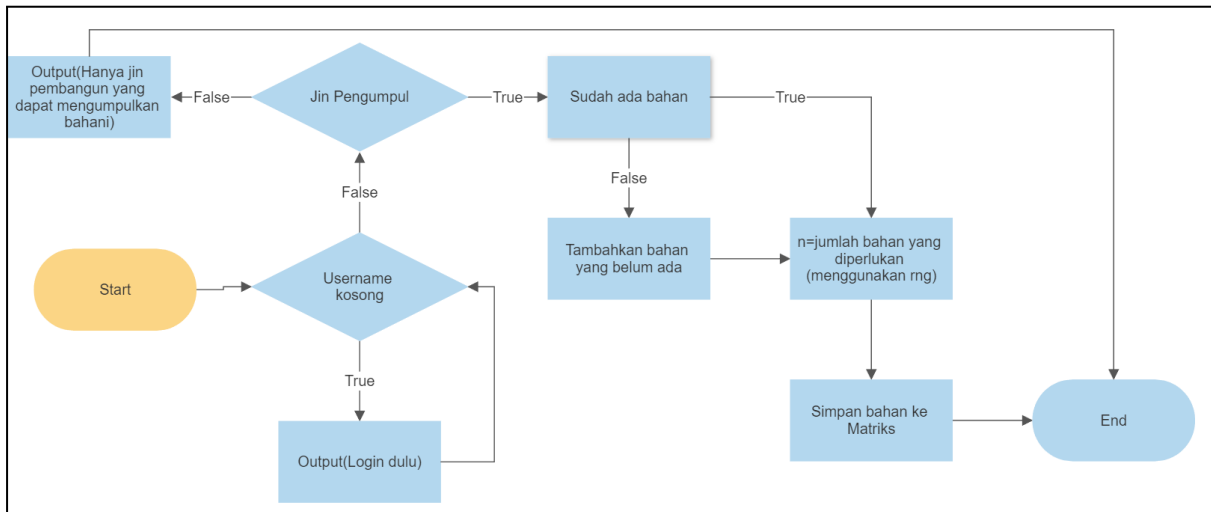 Output(Hanya jin
pembangun yang
dapat mengumpulkan
bahani)
False
Jin Pengumpul
True
Sudah ada bahan
True
False
False
Tambahkan bahan
yang belum ada
n=jumlah bahan yang
diperlukan
(menggunakan rng)
Start
Username
kosong
True
Output(Login dulu)
Simpan bahan ke
Matriks
End